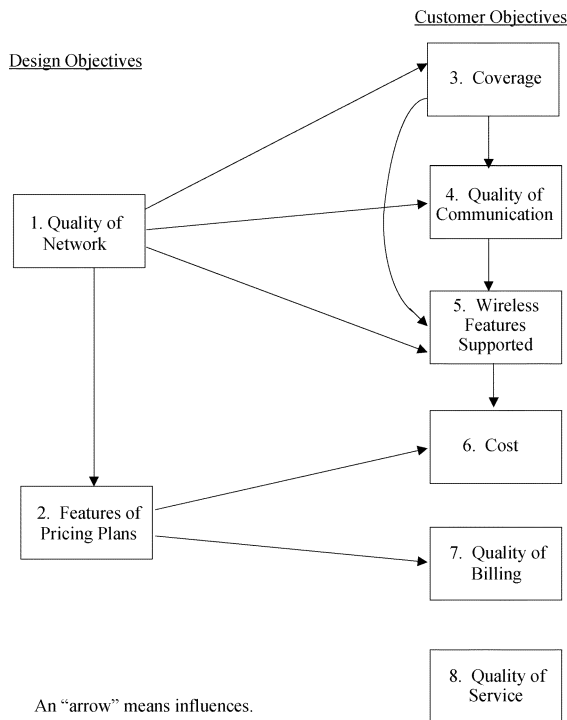 Customer Objectives
Design Objectives
3. Coverage
4. Quality of
Communication
1. Quality of
Network
5. Wireless
Features
Supported
6. Cost
2. Features of
Pricing Plans
7. Quality of
Billing
8. Quality of
Service
An “arrow” means influences.